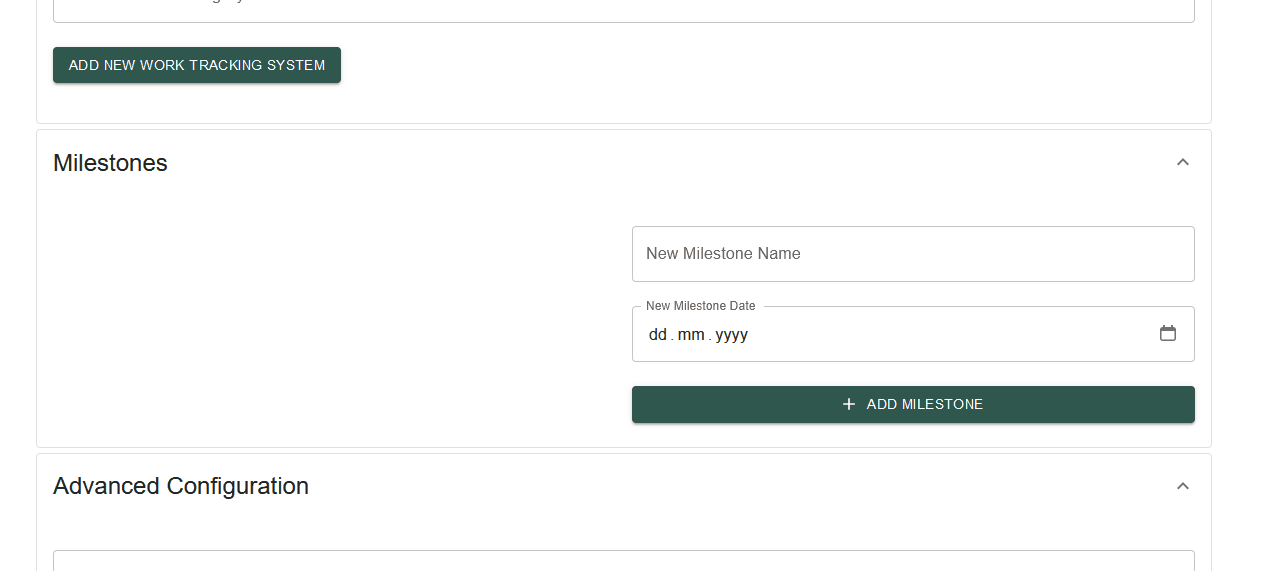 ADD NEW WORK TRACKING SYSTEM
Milestones
New Milestone Name
New Milestone Date
dd.mm.yyyy
ADD MILESTONE
Advanced Configuration